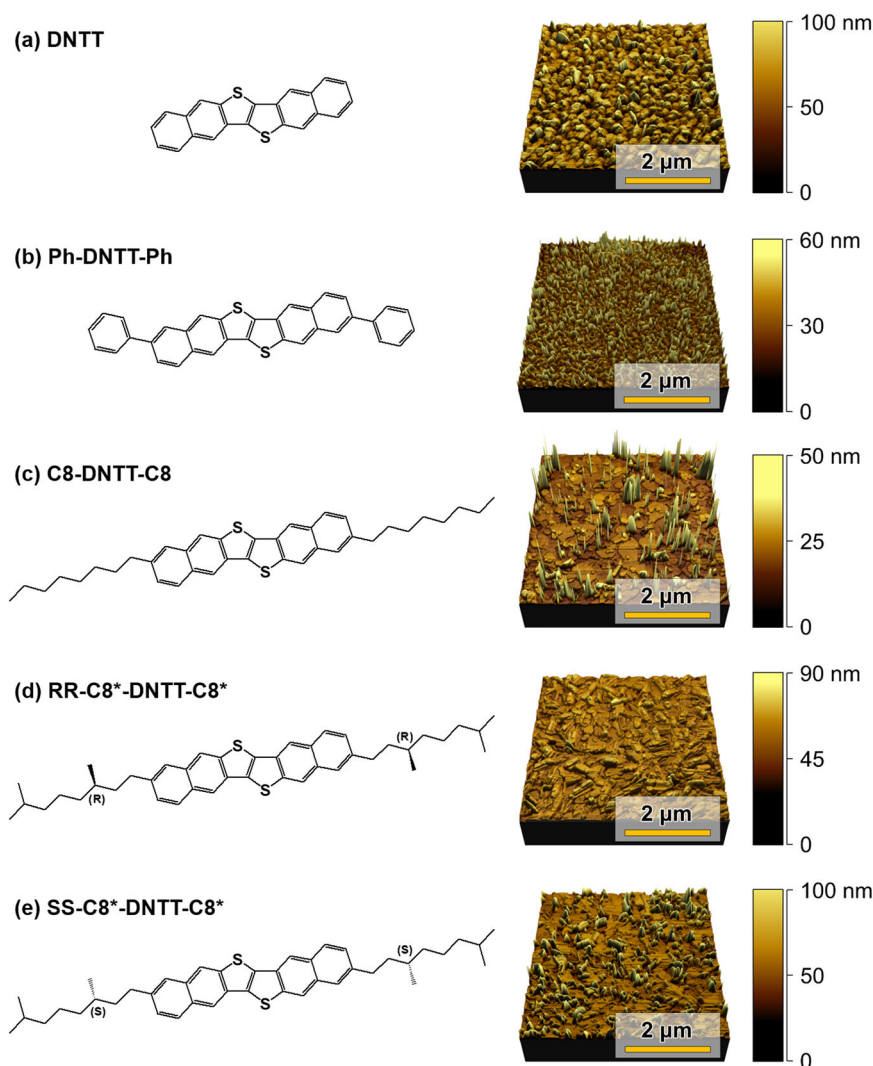 (a) DNTT
S
S
2 µm
100 nm
50
0
(b) Ph-DNTT-Ph
S
S
2 µm
60 nm
30
0
(c) C8-DNTT-C8
S
S
2 µm
50 nm
25
0
(d) RR-C8*-DNTT-C8*
(R)
S
S
(R)
2 µm
90 nm
45
0
(e) SS-C8*-DNTT-C8*
(S)
S
S
(S)
2 µm
100 nm
50
0